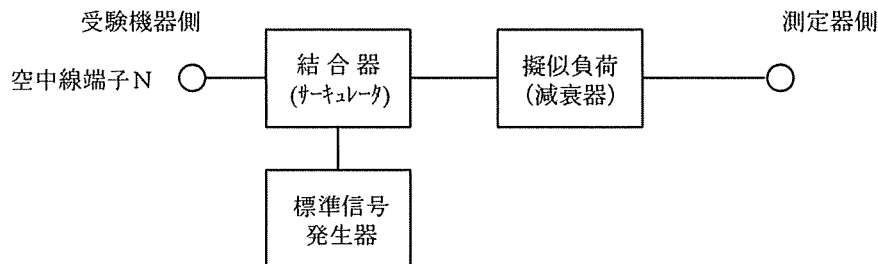 受験機器側
測定器側
空中線端子N
結合器
(サーキュレータ)
擬似負荷
(減衰器)
標準信号
発生器